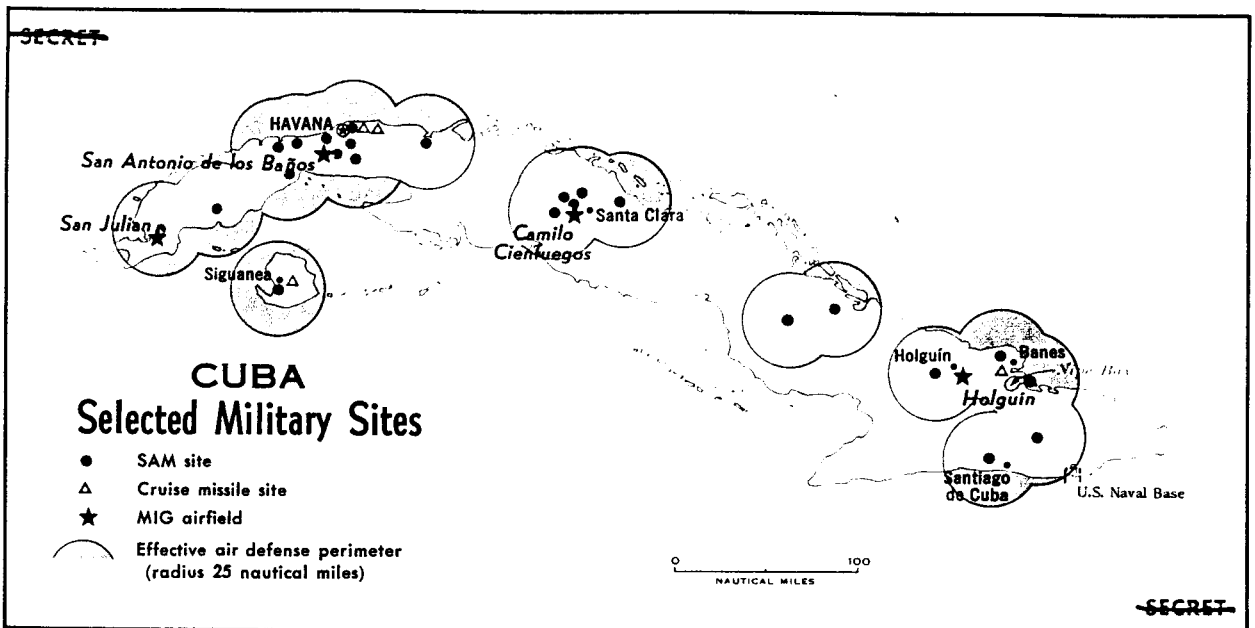 SECRET
HAVANA
San Antonio de los Baños
San Julian
Siguanea
Santa Clara
Camilo
Cienfuegos
Holguín
Banes
Nipe Bay
Holguín
Santiago
de Cuba
U.S. Naval Base
CUBA
Selected Military Sites
SAM site
Cruise missile site
MIG airfield
Effective air defense perimeter
(radius 25 nautical miles)
0 100
NAUTICAL MILES
SECRET